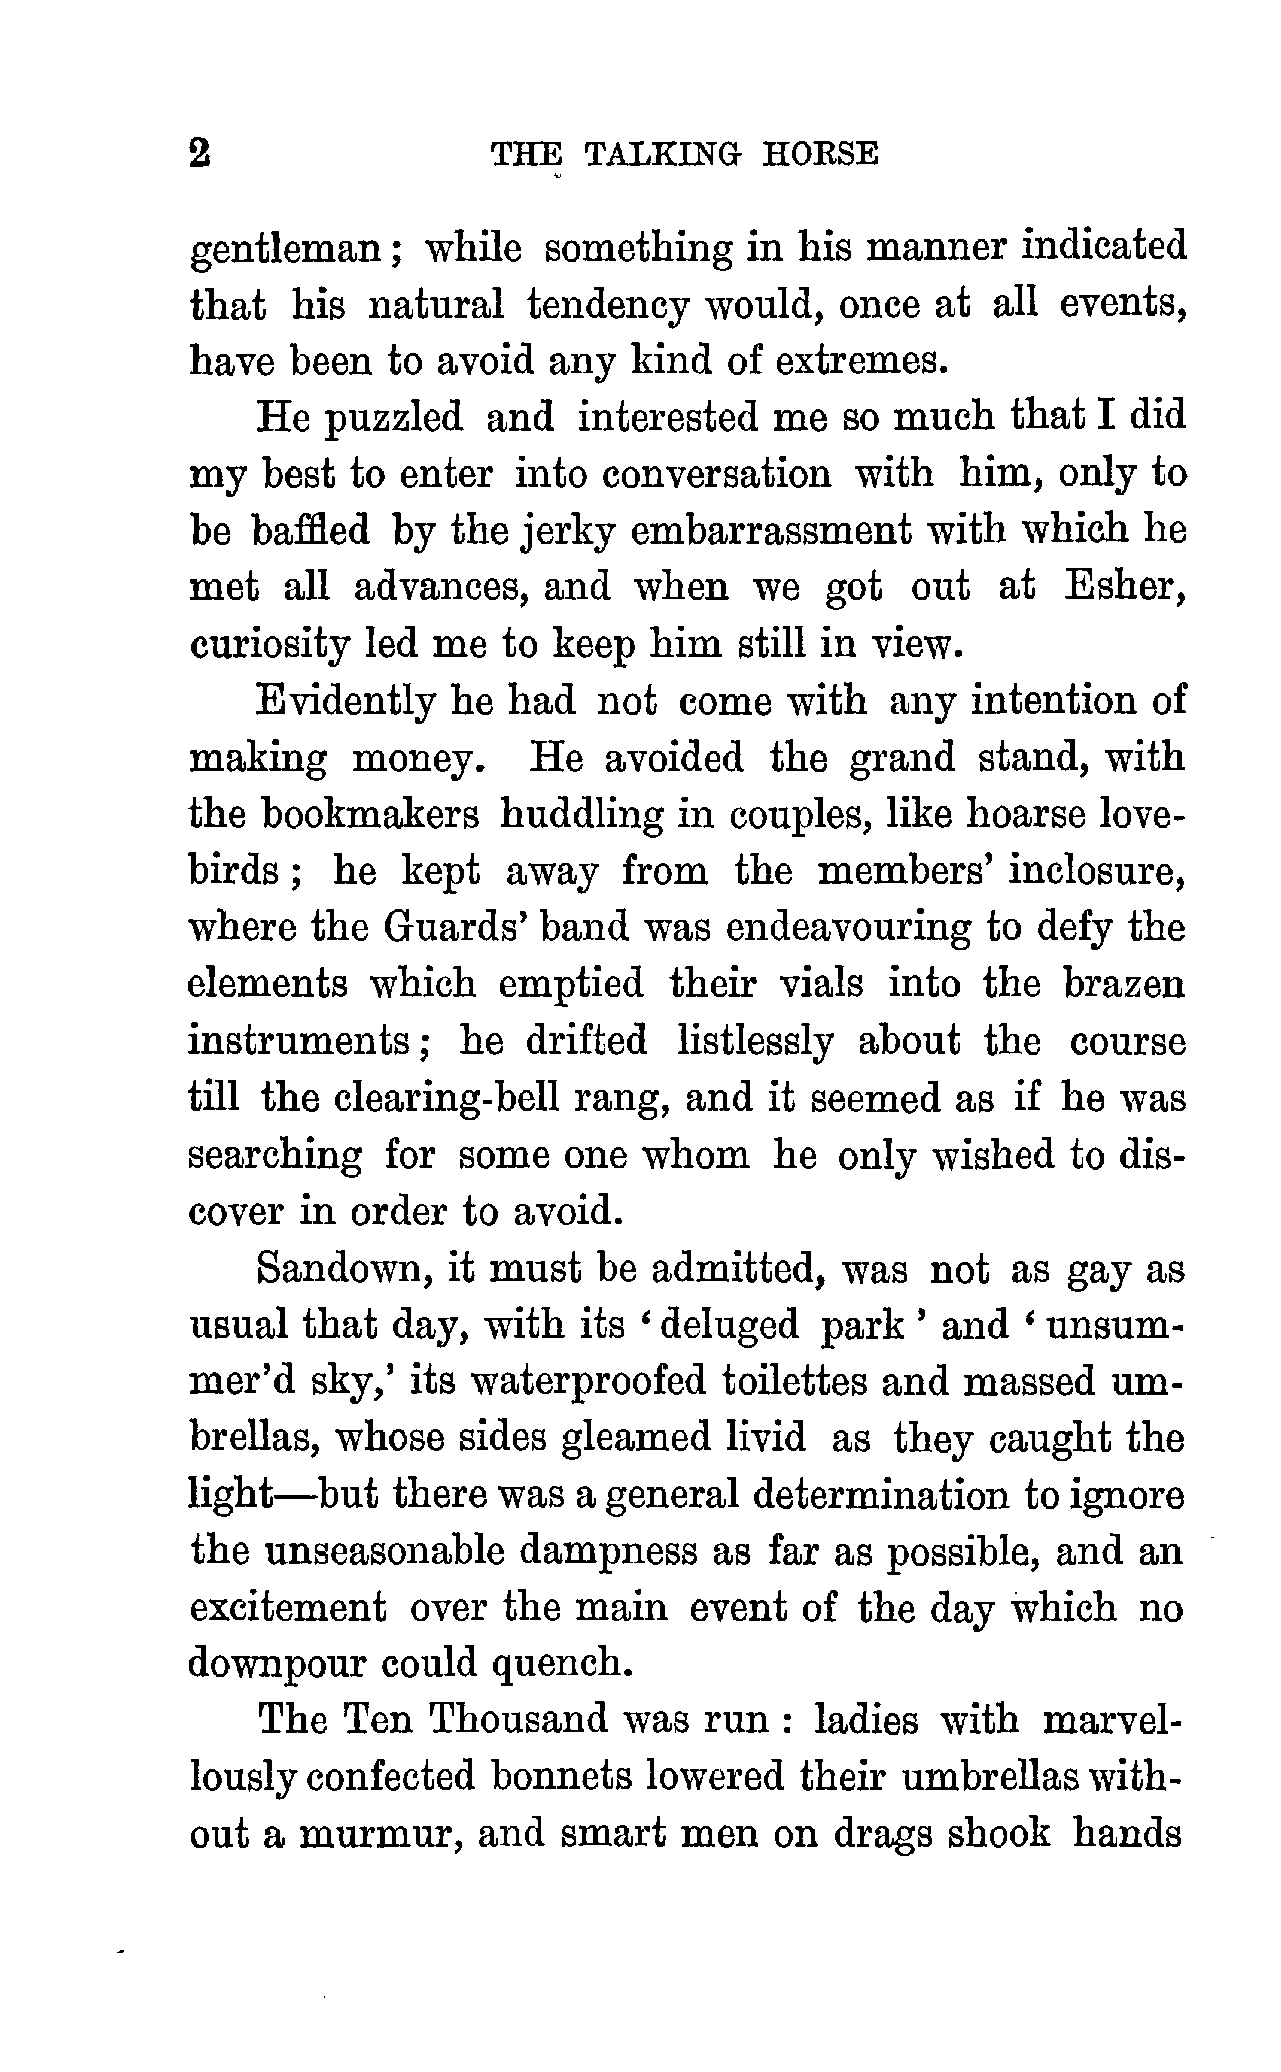 2 THE TALKING HORSE
gentleman ; while something in his manner indicated
that his natural tendency would, once at all events,
have been to avoid any kind of extremes.
He puzzled and interested me so much that I did
my best to enter into conversation with him, only to
be baffled by the jerky embarrassment with which he
met all advances, and when we got out at Esher,
curiosity led me to keep him still in view.
Evidently he had not come with any intention of
making money. He avoided the grand stand, with
the bookmakers huddling in couples, like hoarse love-
birds ; he kept away from the members' inclosure,
where the Guards' band was endeavouring to defy the
elements which emptied their vials into the brazen
instruments ; he drifted listlessly about the course
till the clearing-bell rang, and it seemed as if he was
searching for some one whom he only wished to dis-
cover in order to avoid.
Sandown, it must be admitted, was not as gay as
usual that day, with its ‘ deluged park ’ and ‘ unsum-
mer’d sky,’ its waterproofed toilettes and massed um-
brellas, whose sides gleamed livid as they caught the
light—but there was a general determination to ignore
the unseasonable dampness as far as possible, and an
excitement over the main event of the day which no
downpour could quench.
The Ten Thousand was run : ladies with marvel-
lously confected bonnets lowered their umbrellas with-
out a murmur, and smart men on drags shook hands